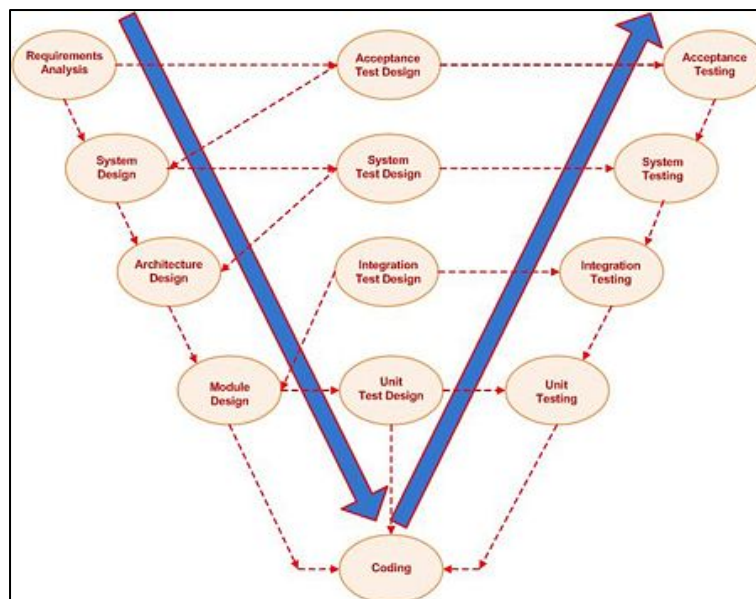 Requirements
Analysis
Acceptance
Test Design
Acceptance
Testing
System
Design
System
Test Design
System
Testing
Architecture
Design
Integration
Test Design
Integration
Testing
Module
Design
Unit
Test Design
Unit
Testing
Coding